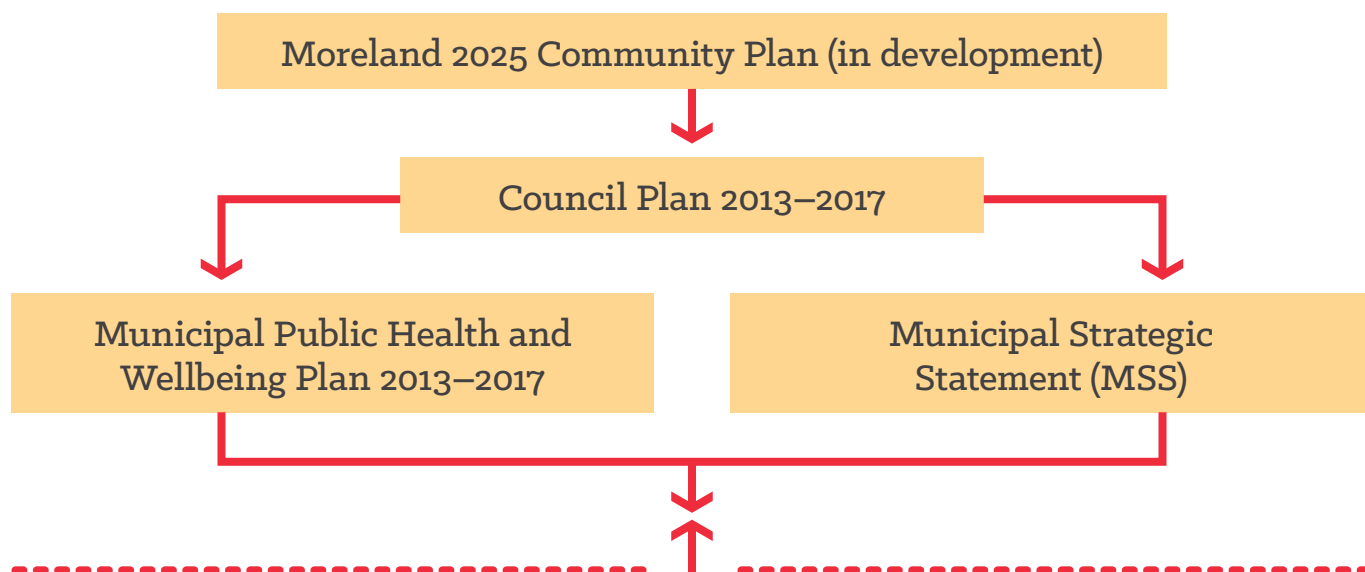 Moreland 2025 Community Plan (in development)
Council Plan 2013–2017
Municipal Public Health and
Wellbeing Plan 2013–2017
Municipal Strategic
Statement (MSS)